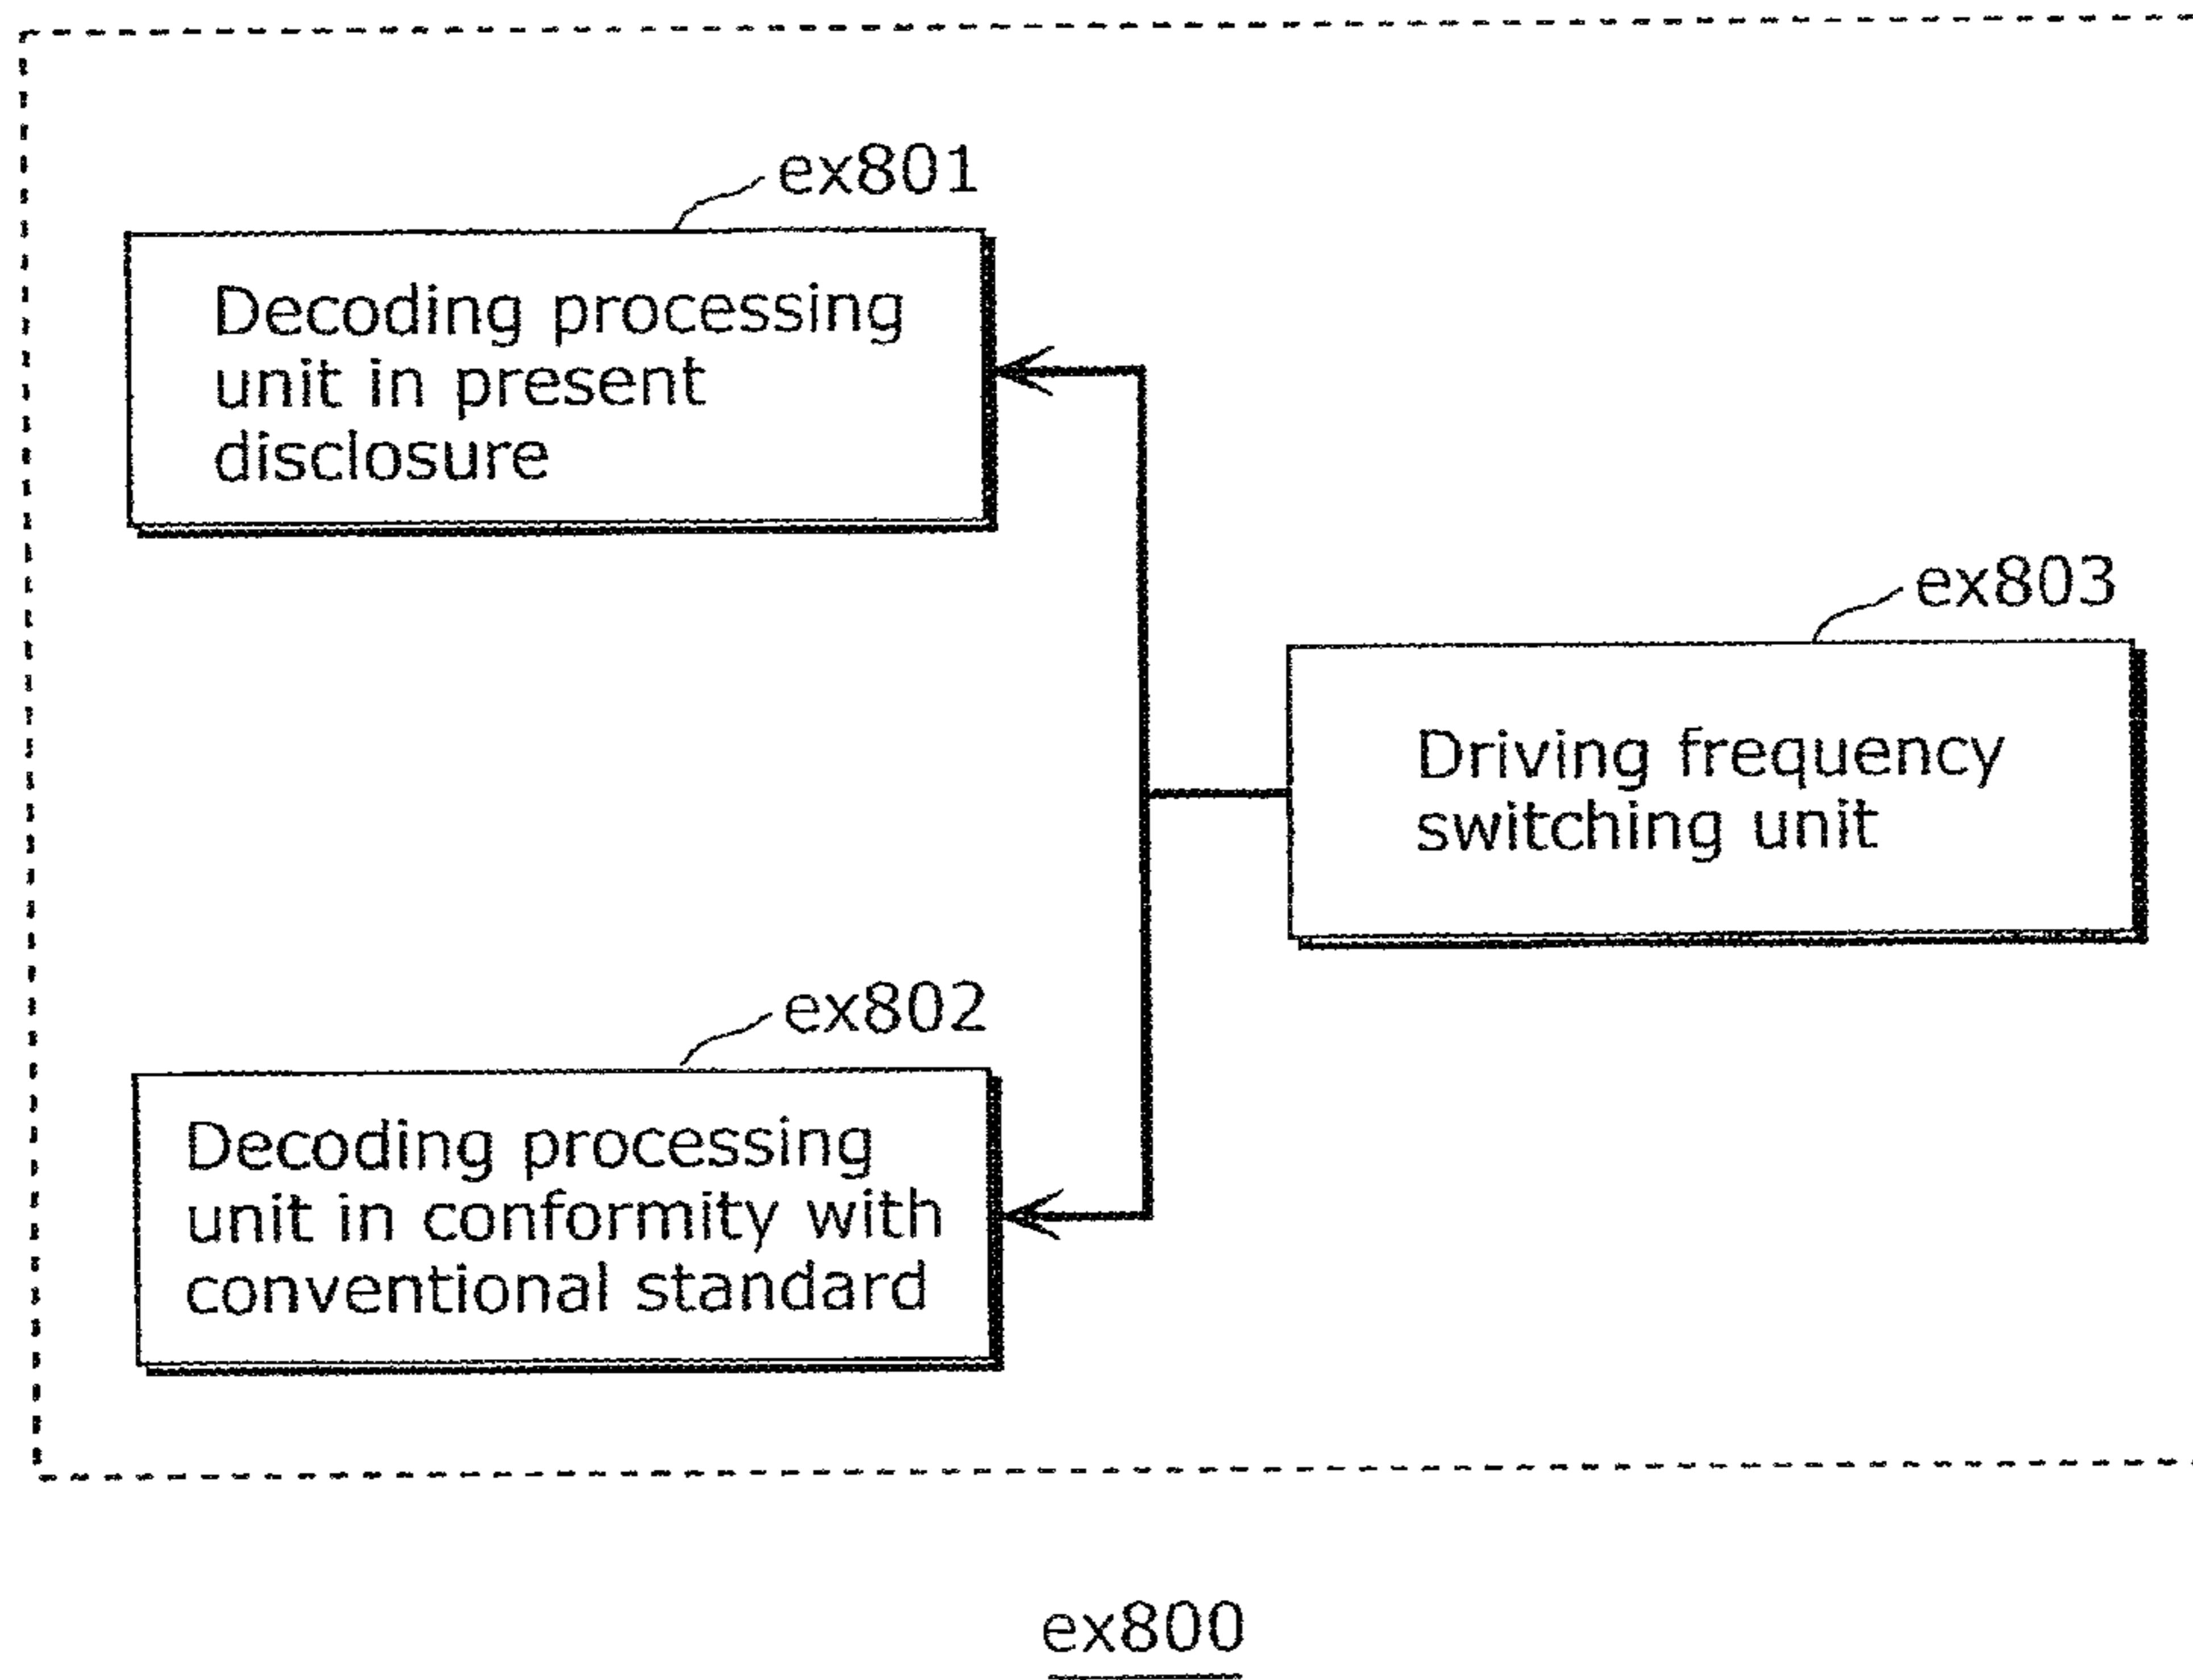 ex801
Decoding processing
unit in present
disclosure
ex803
Driving frequency
switching unit
ex802
Decoding processing
unit in conformity with
conventional standard
ex800